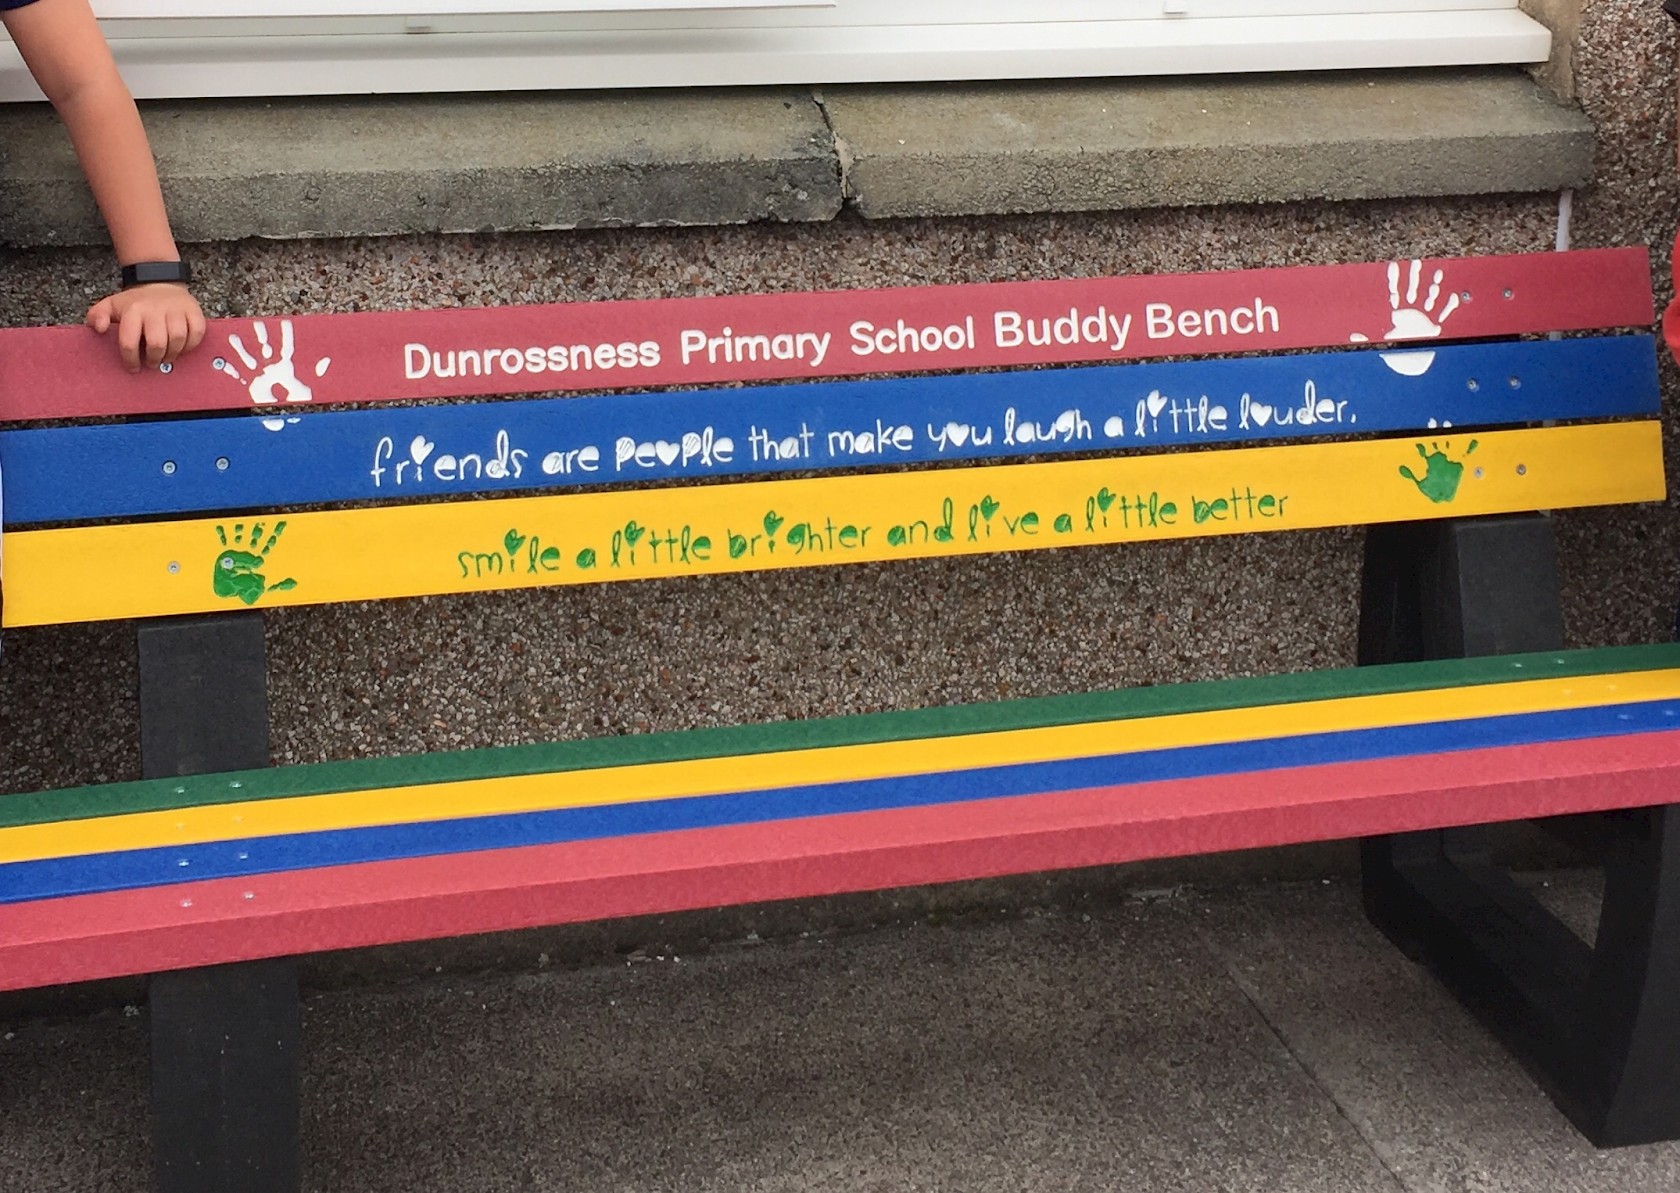 Dunrossness Primary School Buddy Bench
friends are people that make you laugh a little louder,
smile a little brighter and live a little better